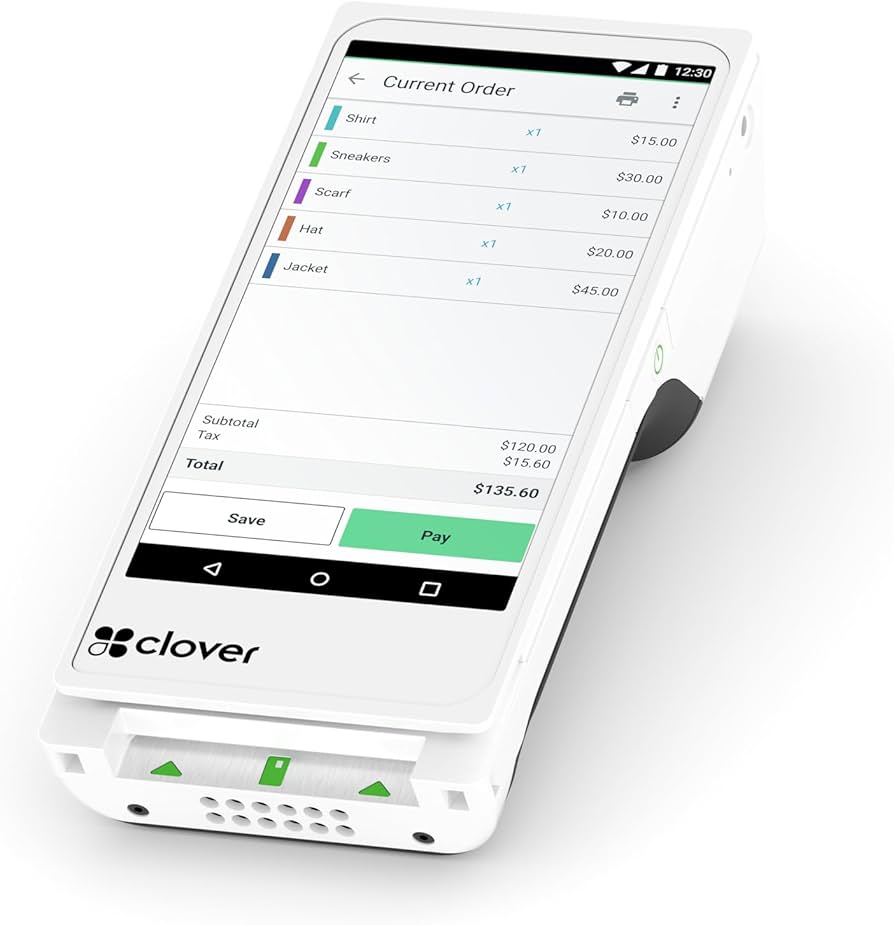 12:30
Current Order
Shirt x1 $15.00
Sneakers x1 $30.00
Scarf x1 $10.00
Hat x1 $20.00
Jacket x1 $45.00
Subtotal $120.00
Tax $15.60
Total $135.60
Save Pay
clover